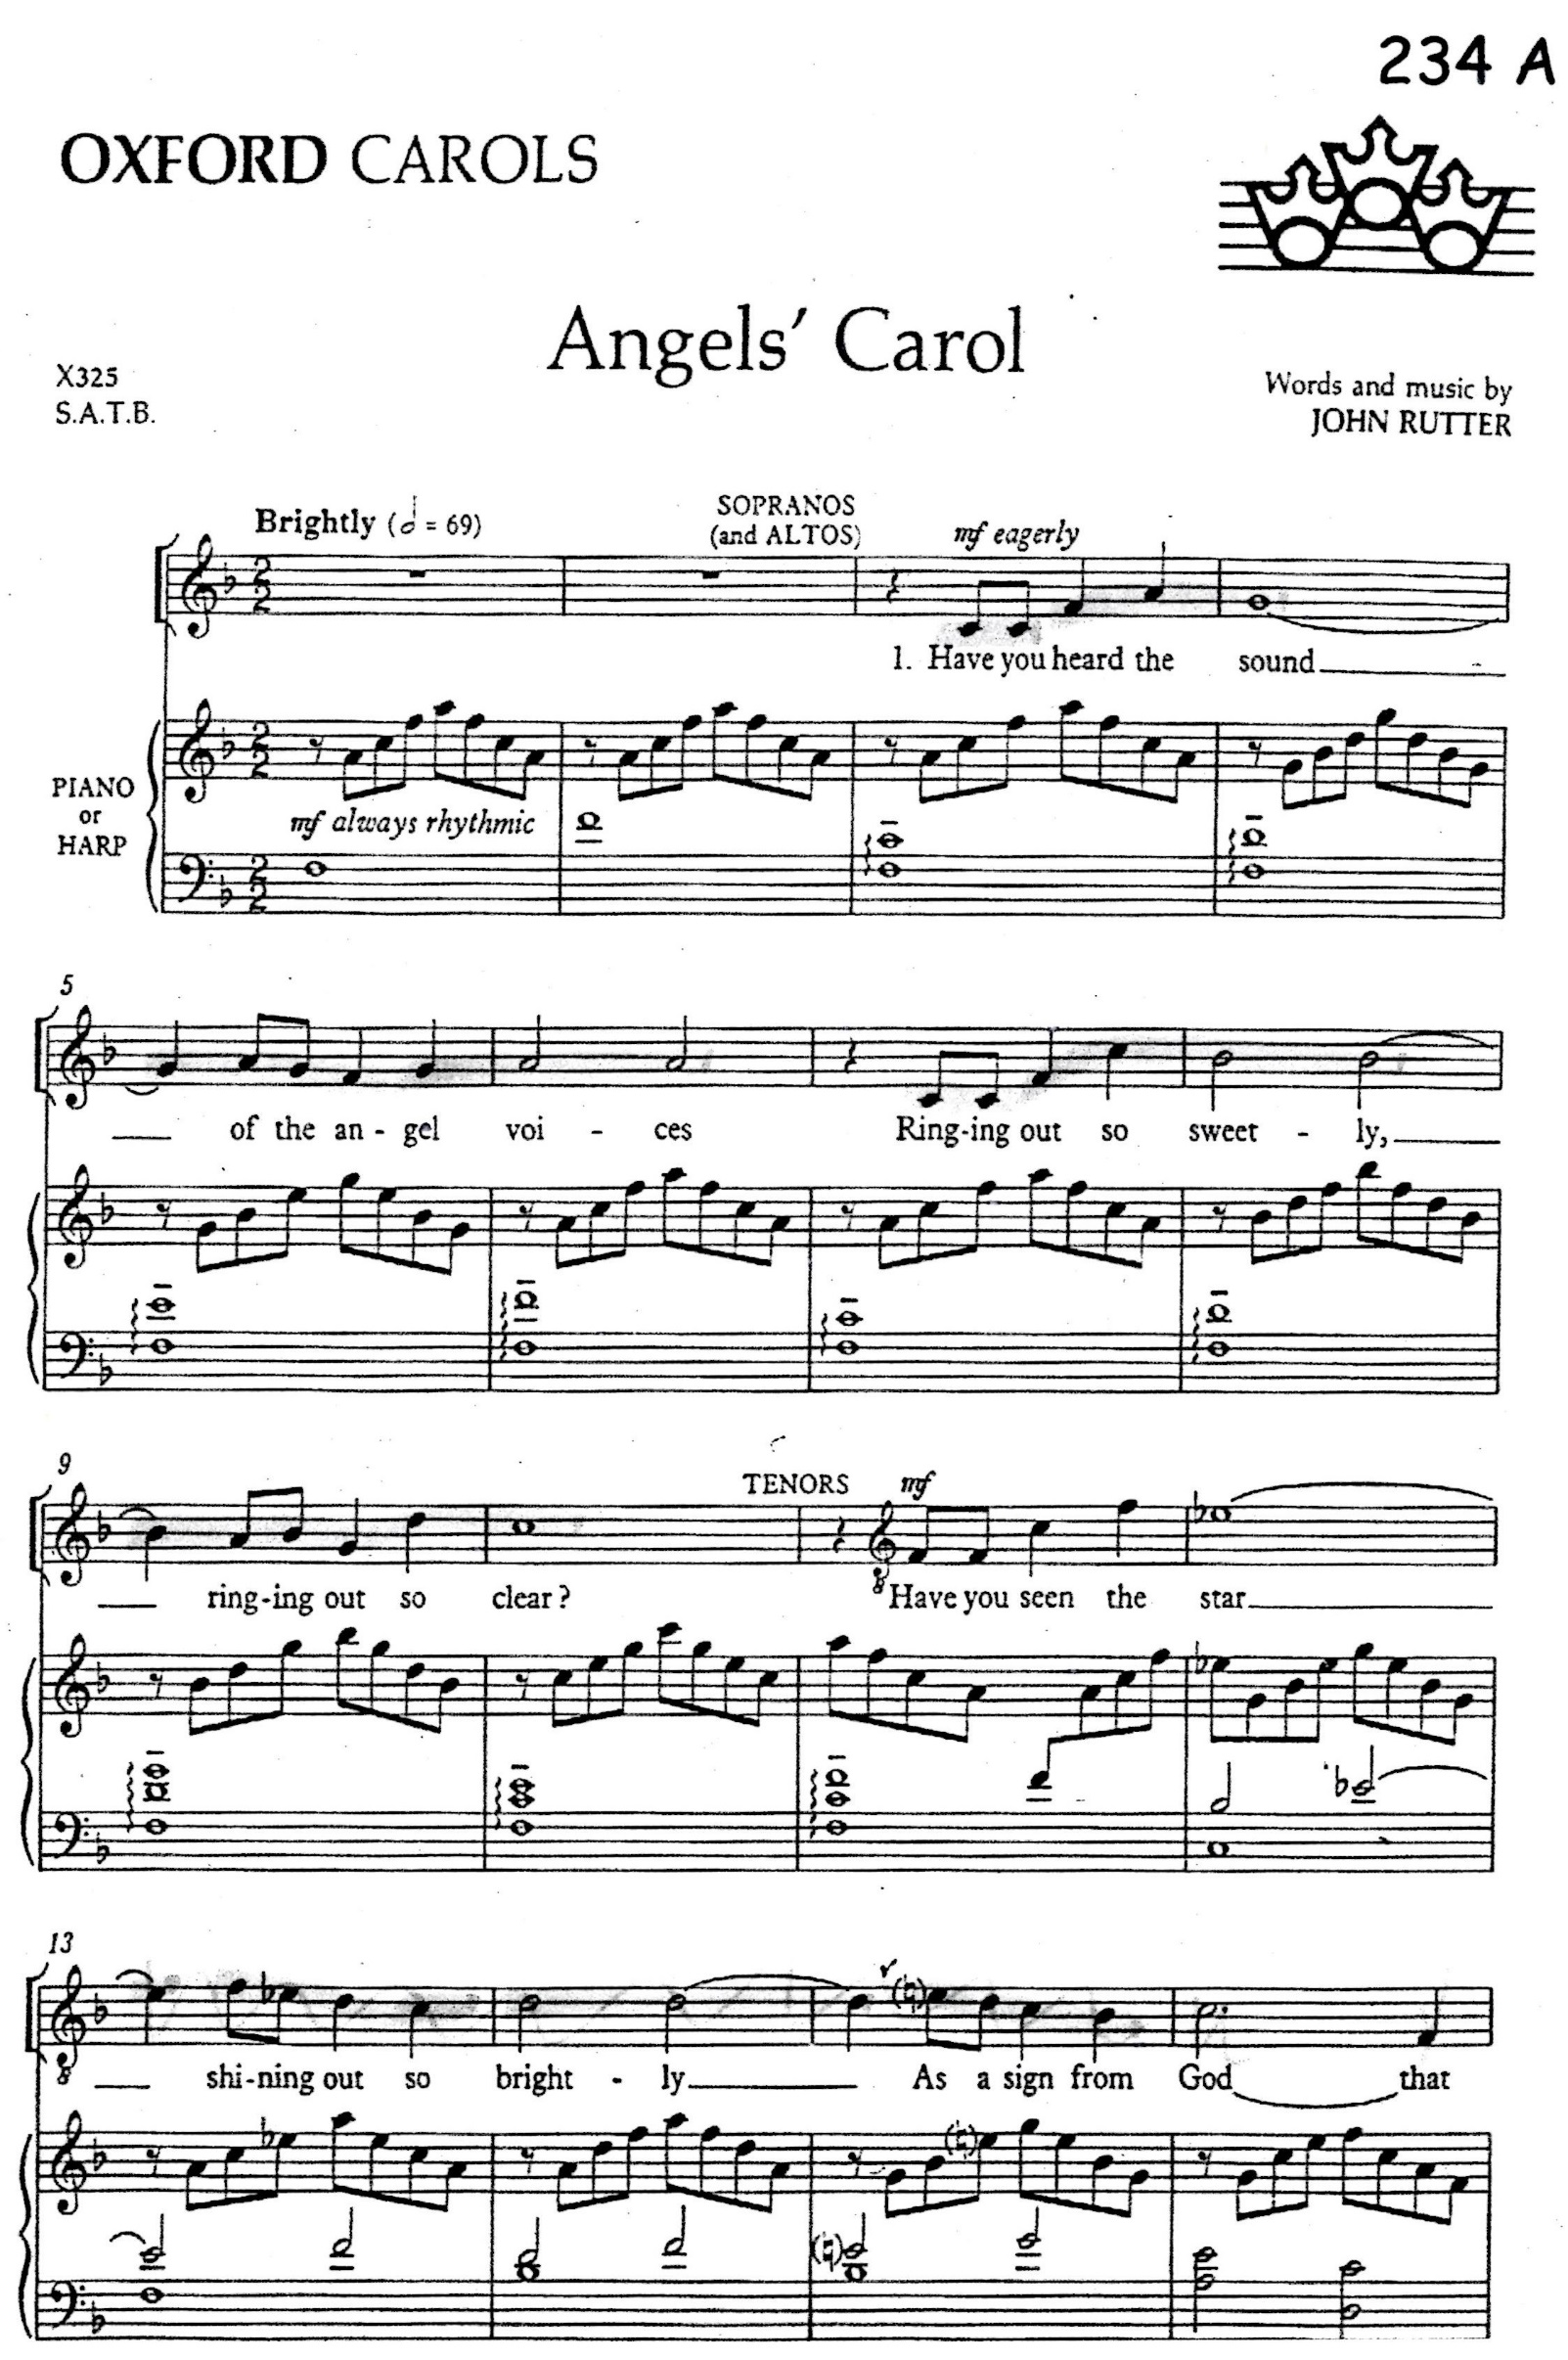 234 A
OXFORD CAROLS
Angels’ Carol
X325
S.A.T.B.
Words and music by
JOHN RUTTER
Brightly (𝅗𝅥 = 69)
SOPRANOS
(and ALTOS)
mf eagerly
1. Have you heard the sound
PIANO
or
HARP
mf always rhythmic
5
of the an - gel voi - ces Ring-ing out so sweet - ly,
9
TENORS mf
ring-ing out so clear? Have you seen the star
13
shi-ning out so bright - ly As a sign from God that